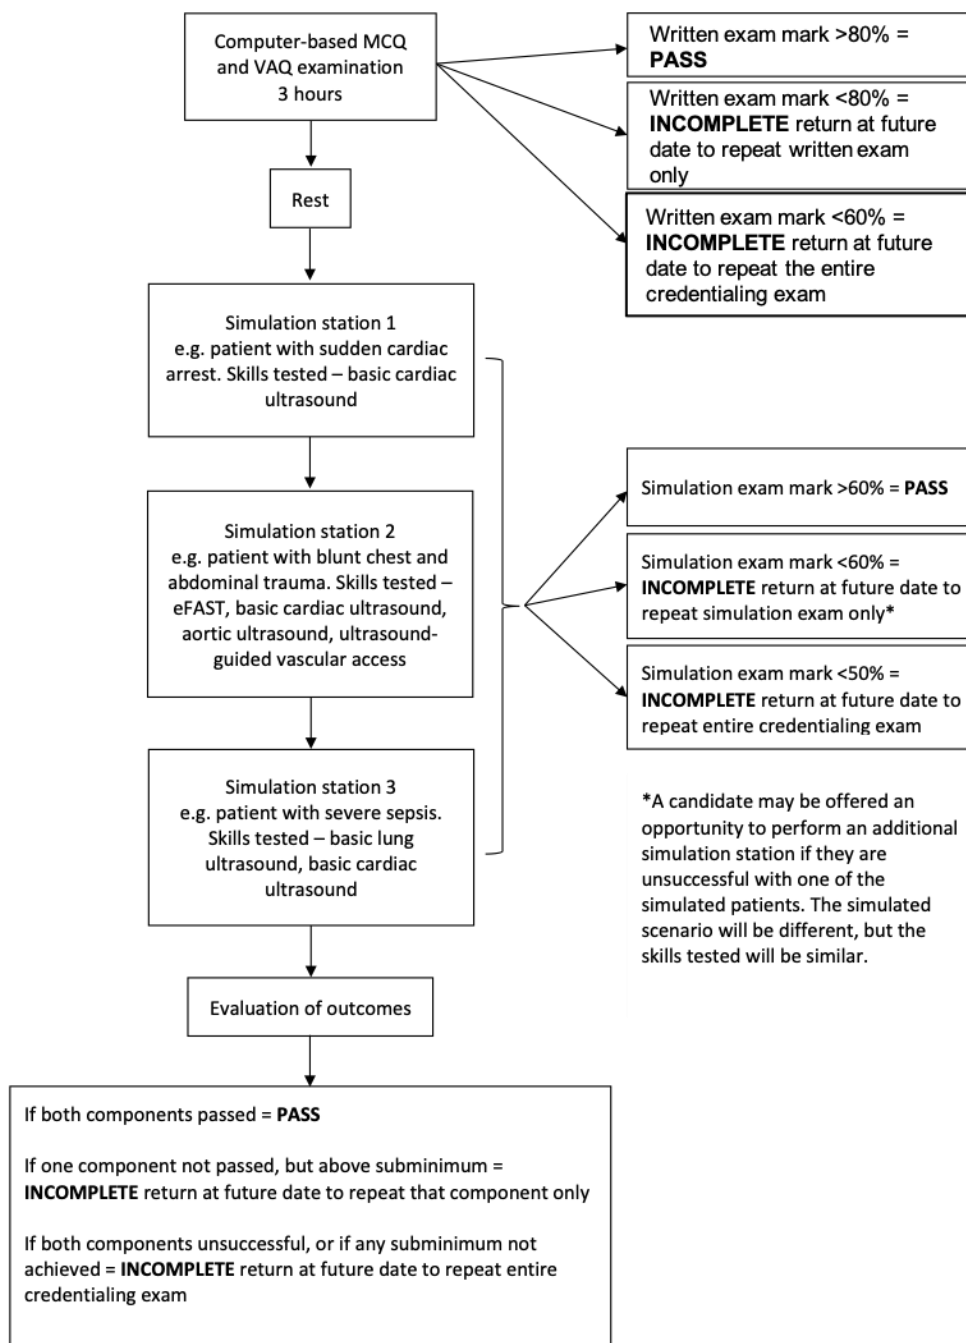 Computer-based MCQ
and VAQ examination
3 hours
Written exam mark >80% =
PASS
Written exam mark <80% =
INCOMPLETE return at future
date to repeat written exam
only
Written exam mark <60% =
INCOMPLETE return at future
date to repeat the entire
credentialing exam
Rest
Simulation station 1
e.g. patient with sudden cardiac
arrest. Skills tested – basic cardiac
ultrasound
Simulation station 2
e.g. patient with blunt chest and
abdominal trauma. Skills tested –
eFAST, basic cardiac ultrasound,
aortic ultrasound, ultrasound-
guided vascular access
Simulation station 3
e.g. patient with severe sepsis.
Skills tested – basic lung
ultrasound, basic cardiac
ultrasound
Simulation exam mark >60% = PASS
Simulation exam mark <60% =
INCOMPLETE return at future date to
repeat simulation exam only*
Simulation exam mark <50% =
INCOMPLETE return at future date to
repeat entire credentialing exam
*A candidate may be offered an
opportunity to perform an additional
simulation station if they are
unsuccessful with one of the
simulated patients. The simulated
scenario will be different, but the
skills tested will be similar.
Evaluation of outcomes
If both components passed = PASS
If one component not passed, but above subminimum =
INCOMPLETE return at future date to repeat that component only
If both components unsuccessful, or if any subminimum not
achieved = INCOMPLETE return at future date to repeat entire
credentialing exam